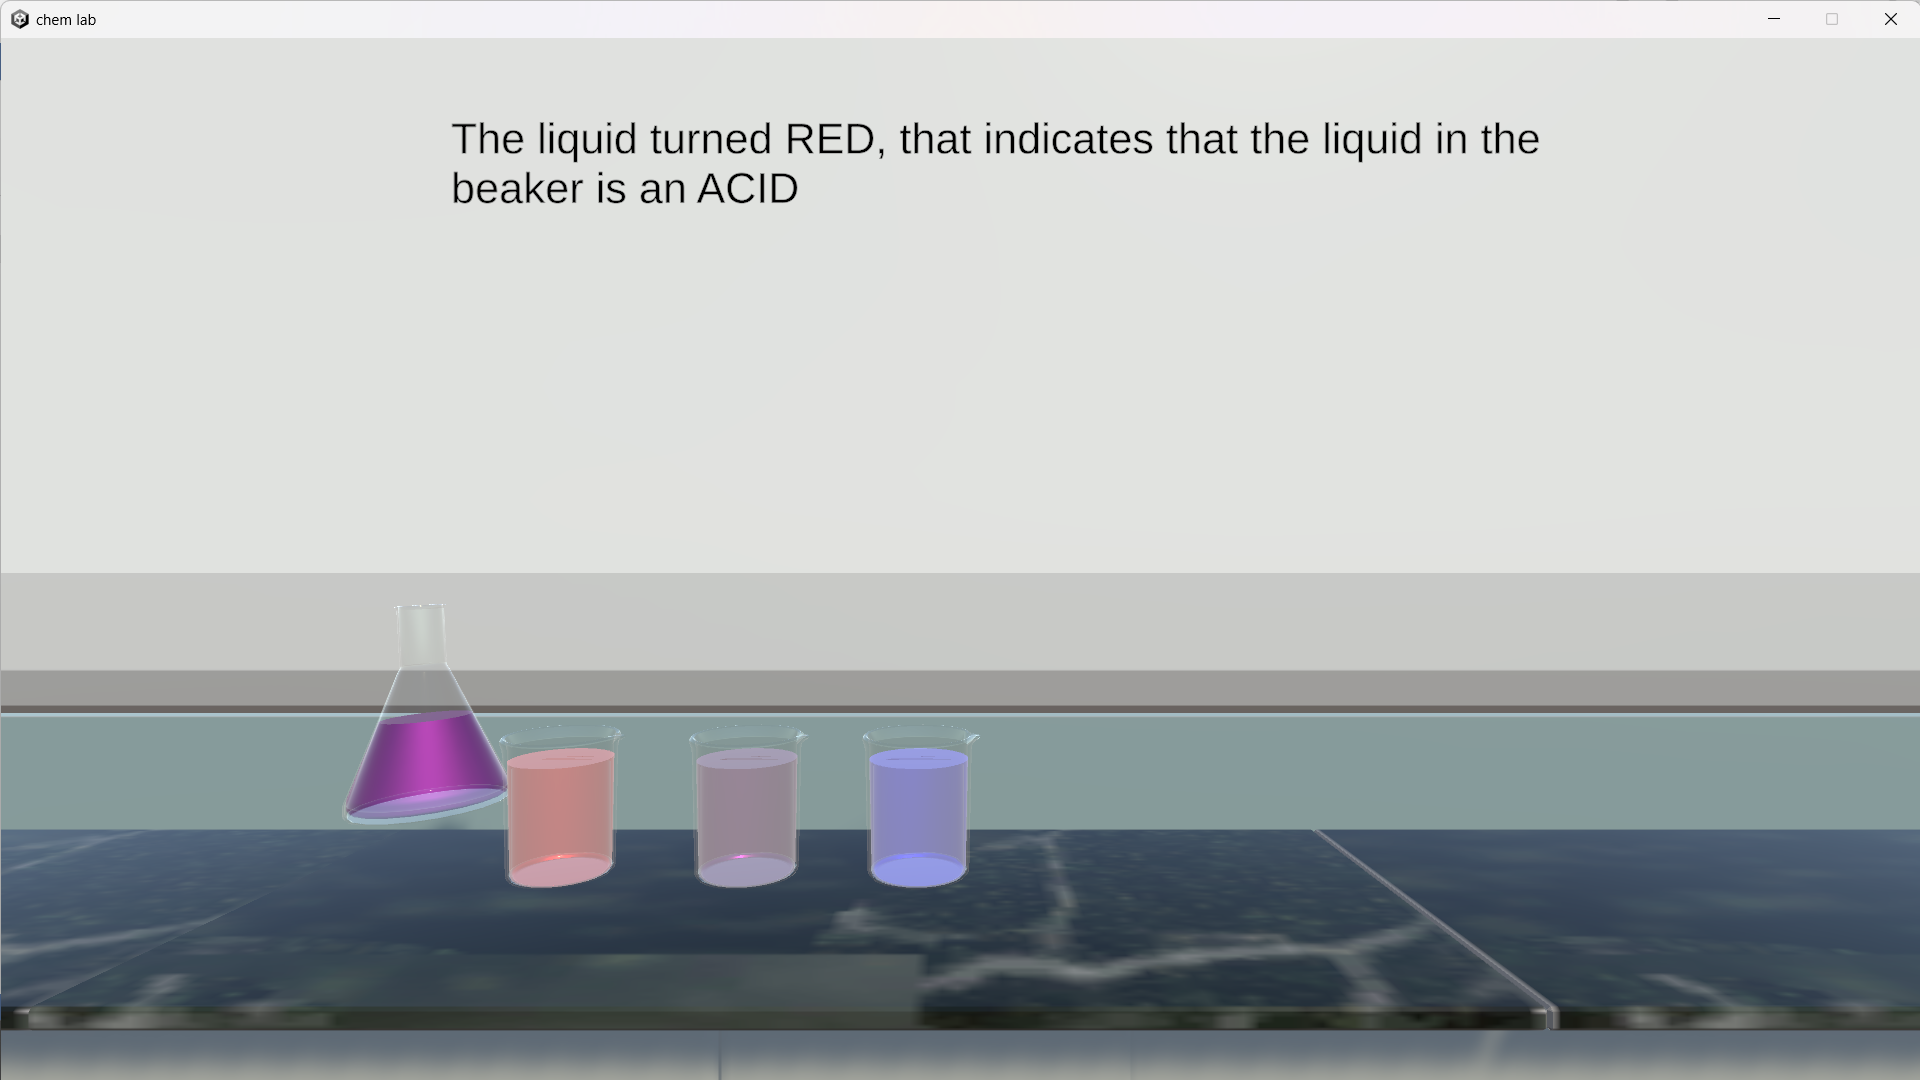 chem lab
The liquid turned RED, that indicates that the liquid in the
beaker is an ACID